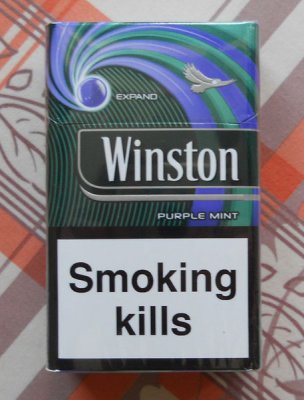 EXPAND
Winston
PURPLE MINT
Smoking
kills